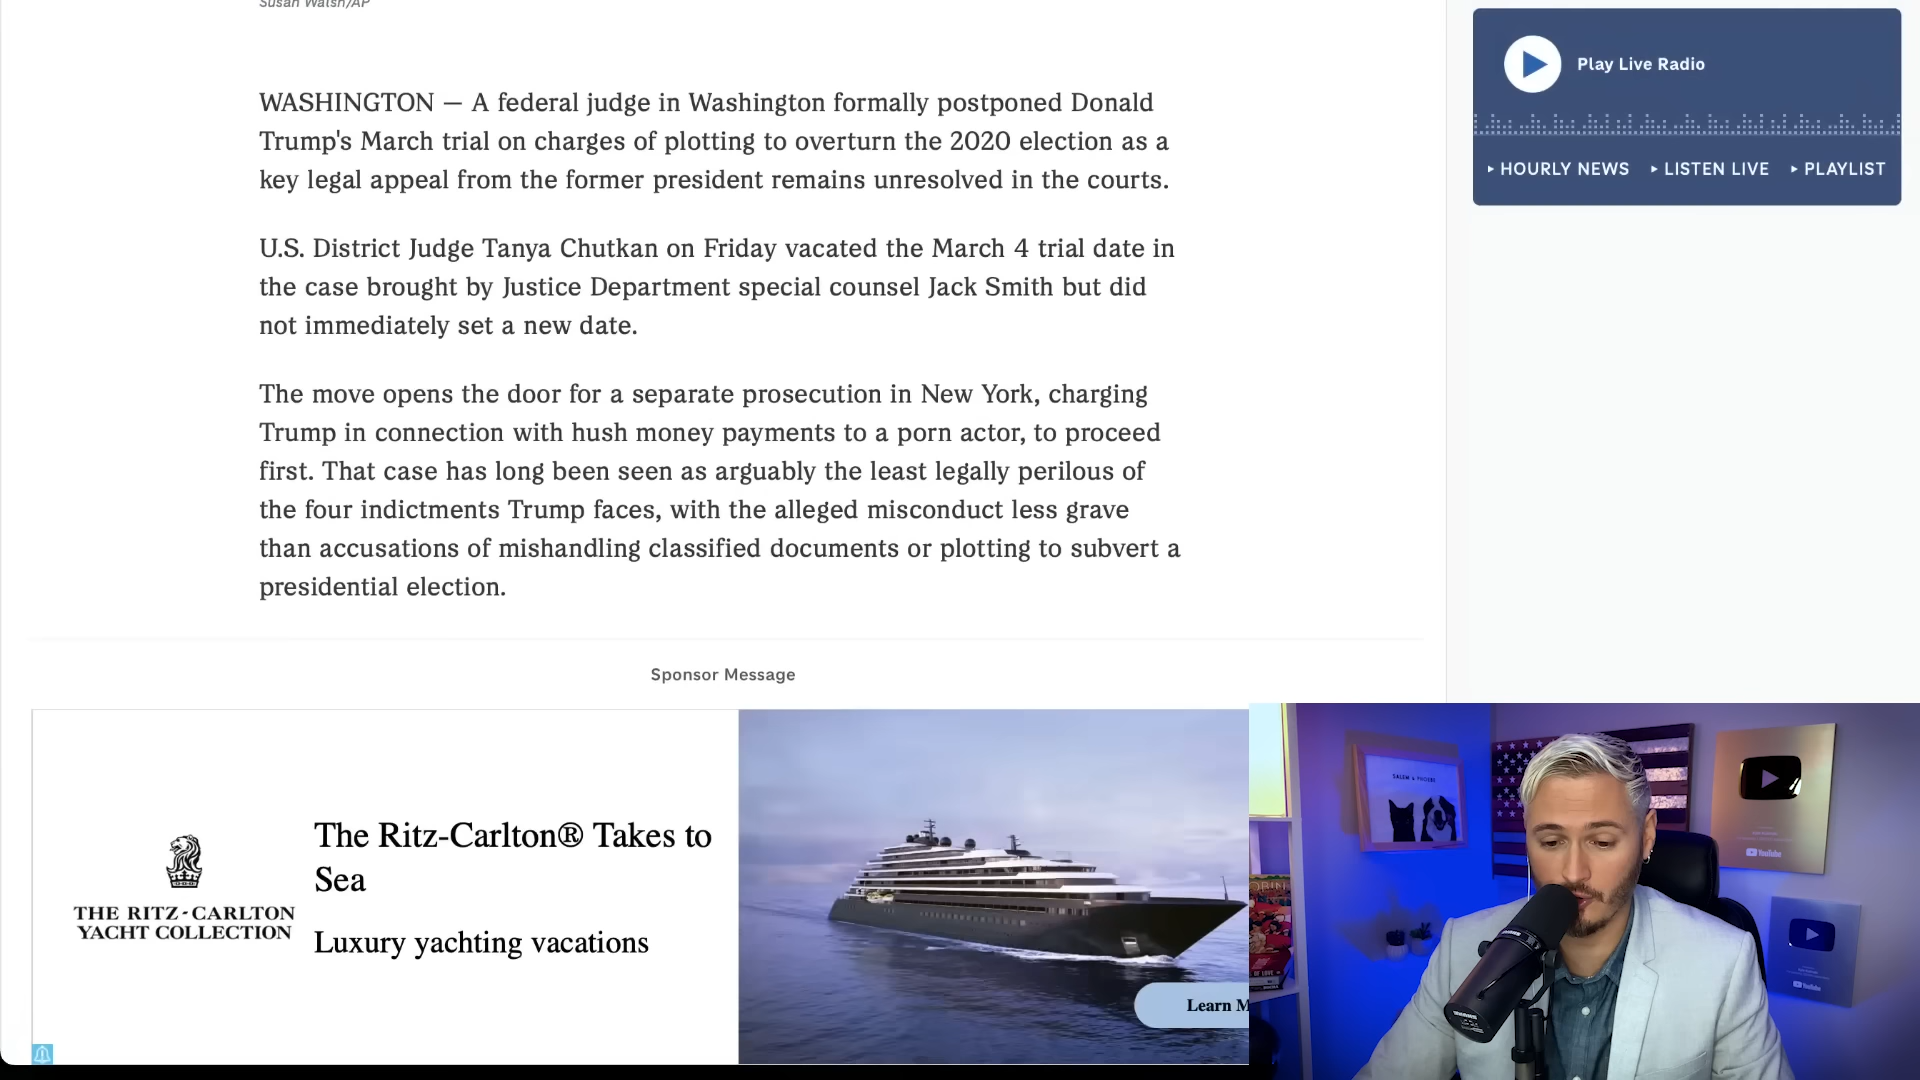 Susan Walsh/AP
WASHINGTON — A federal judge in Washington formally postponed Donald
Trump's March trial on charges of plotting to overturn the 2020 election as a
key legal appeal from the former president remains unresolved in the courts.
U.S. District Judge Tanya Chutkan on Friday vacated the March 4 trial date in
the case brought by Justice Department special counsel Jack Smith but did
not immediately set a new date.
The move opens the door for a separate prosecution in New York, charging
Trump in connection with hush money payments to a porn actor, to proceed
first. That case has long been seen as arguably the least legally perilous of
the four indictments Trump faces, with the alleged misconduct less grave
than accusations of mishandling classified documents or plotting to subvert a
presidential election.
Sponsor Message
THE RITZ-CARLTON
YACHT COLLECTION
The Ritz-Carlton® Takes to
Sea
Luxury yachting vacations
Learn M
Play Live Radio
HOURLY NEWS
LISTEN LIVE
PLAYLIST
SALEM & PHOEBE
YouTube
YouTube
OF LOVE